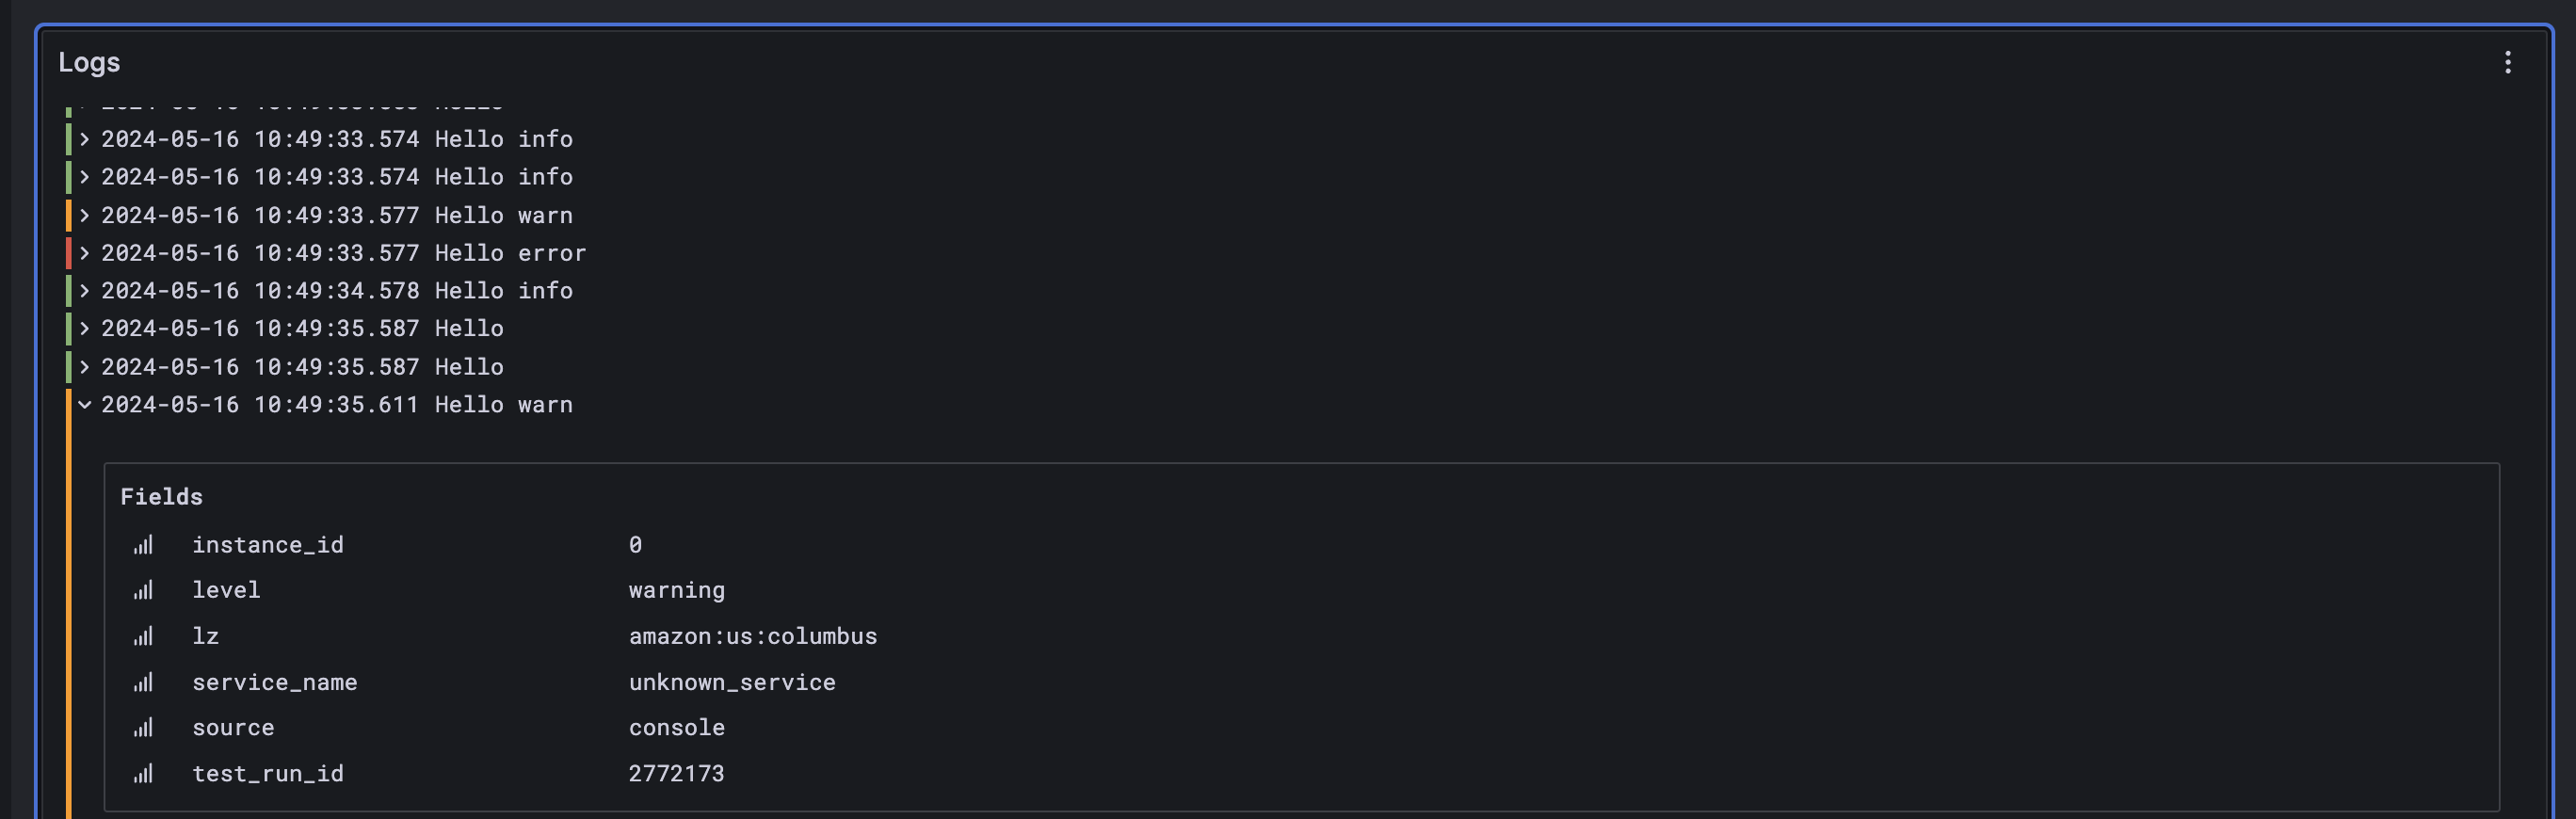 Logs
2024-05-16 10:49:33.574 Hello info
2024-05-16 10:49:33.574 Hello info
2024-05-16 10:49:33.577 Hello warn
2024-05-16 10:49:33.577 Hello error
2024-05-16 10:49:34.578 Hello info
2024-05-16 10:49:35.587 Hello
2024-05-16 10:49:35.587 Hello
2024-05-16 10:49:35.611 Hello warn
Fields
instance_id 0
level warning
lz amazon:us:columbus
service_name unknown_service
source console
test_run_id 2772173